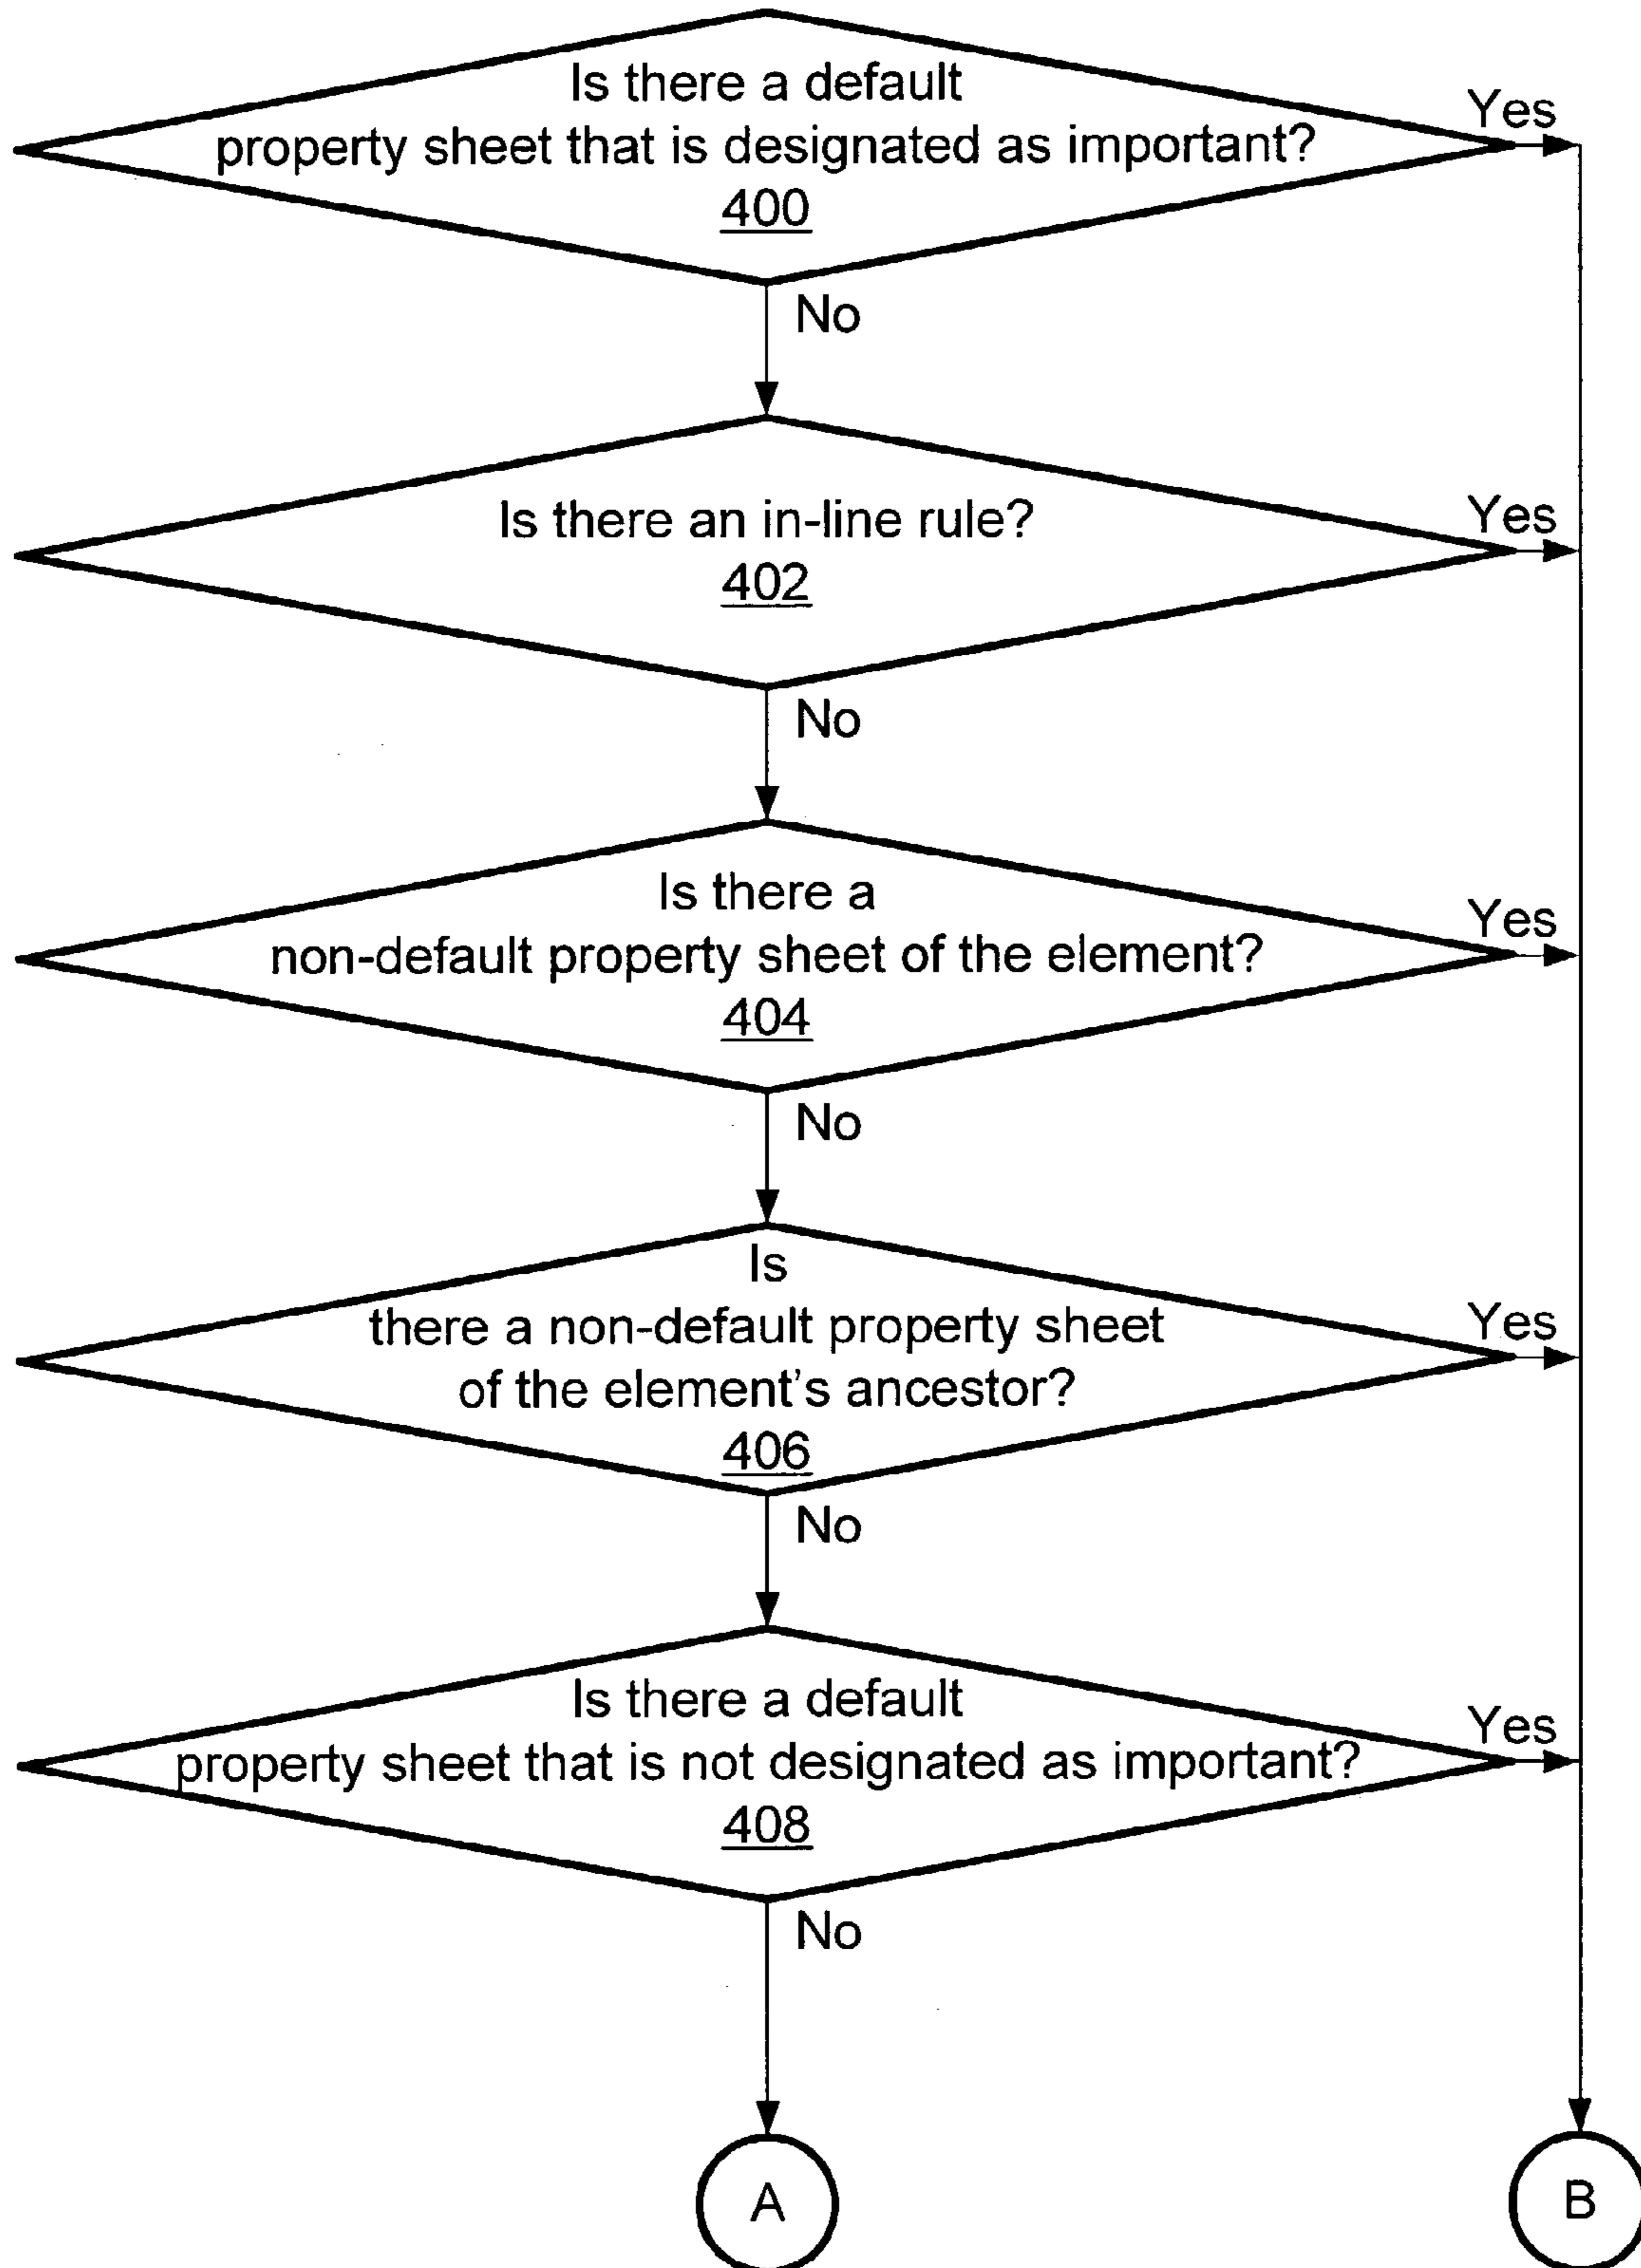 Is there a default
property sheet that is designated as important?
400
Yes
No
Is there an in-line rule?
402
Yes
No
Is there a
non-default property sheet of the element?
404
Yes
No
Is
there a non-default property sheet
of the element's ancestor?
406
Yes
No
Is there a default
property sheet that is not designated as important?
408
Yes
No
A
B